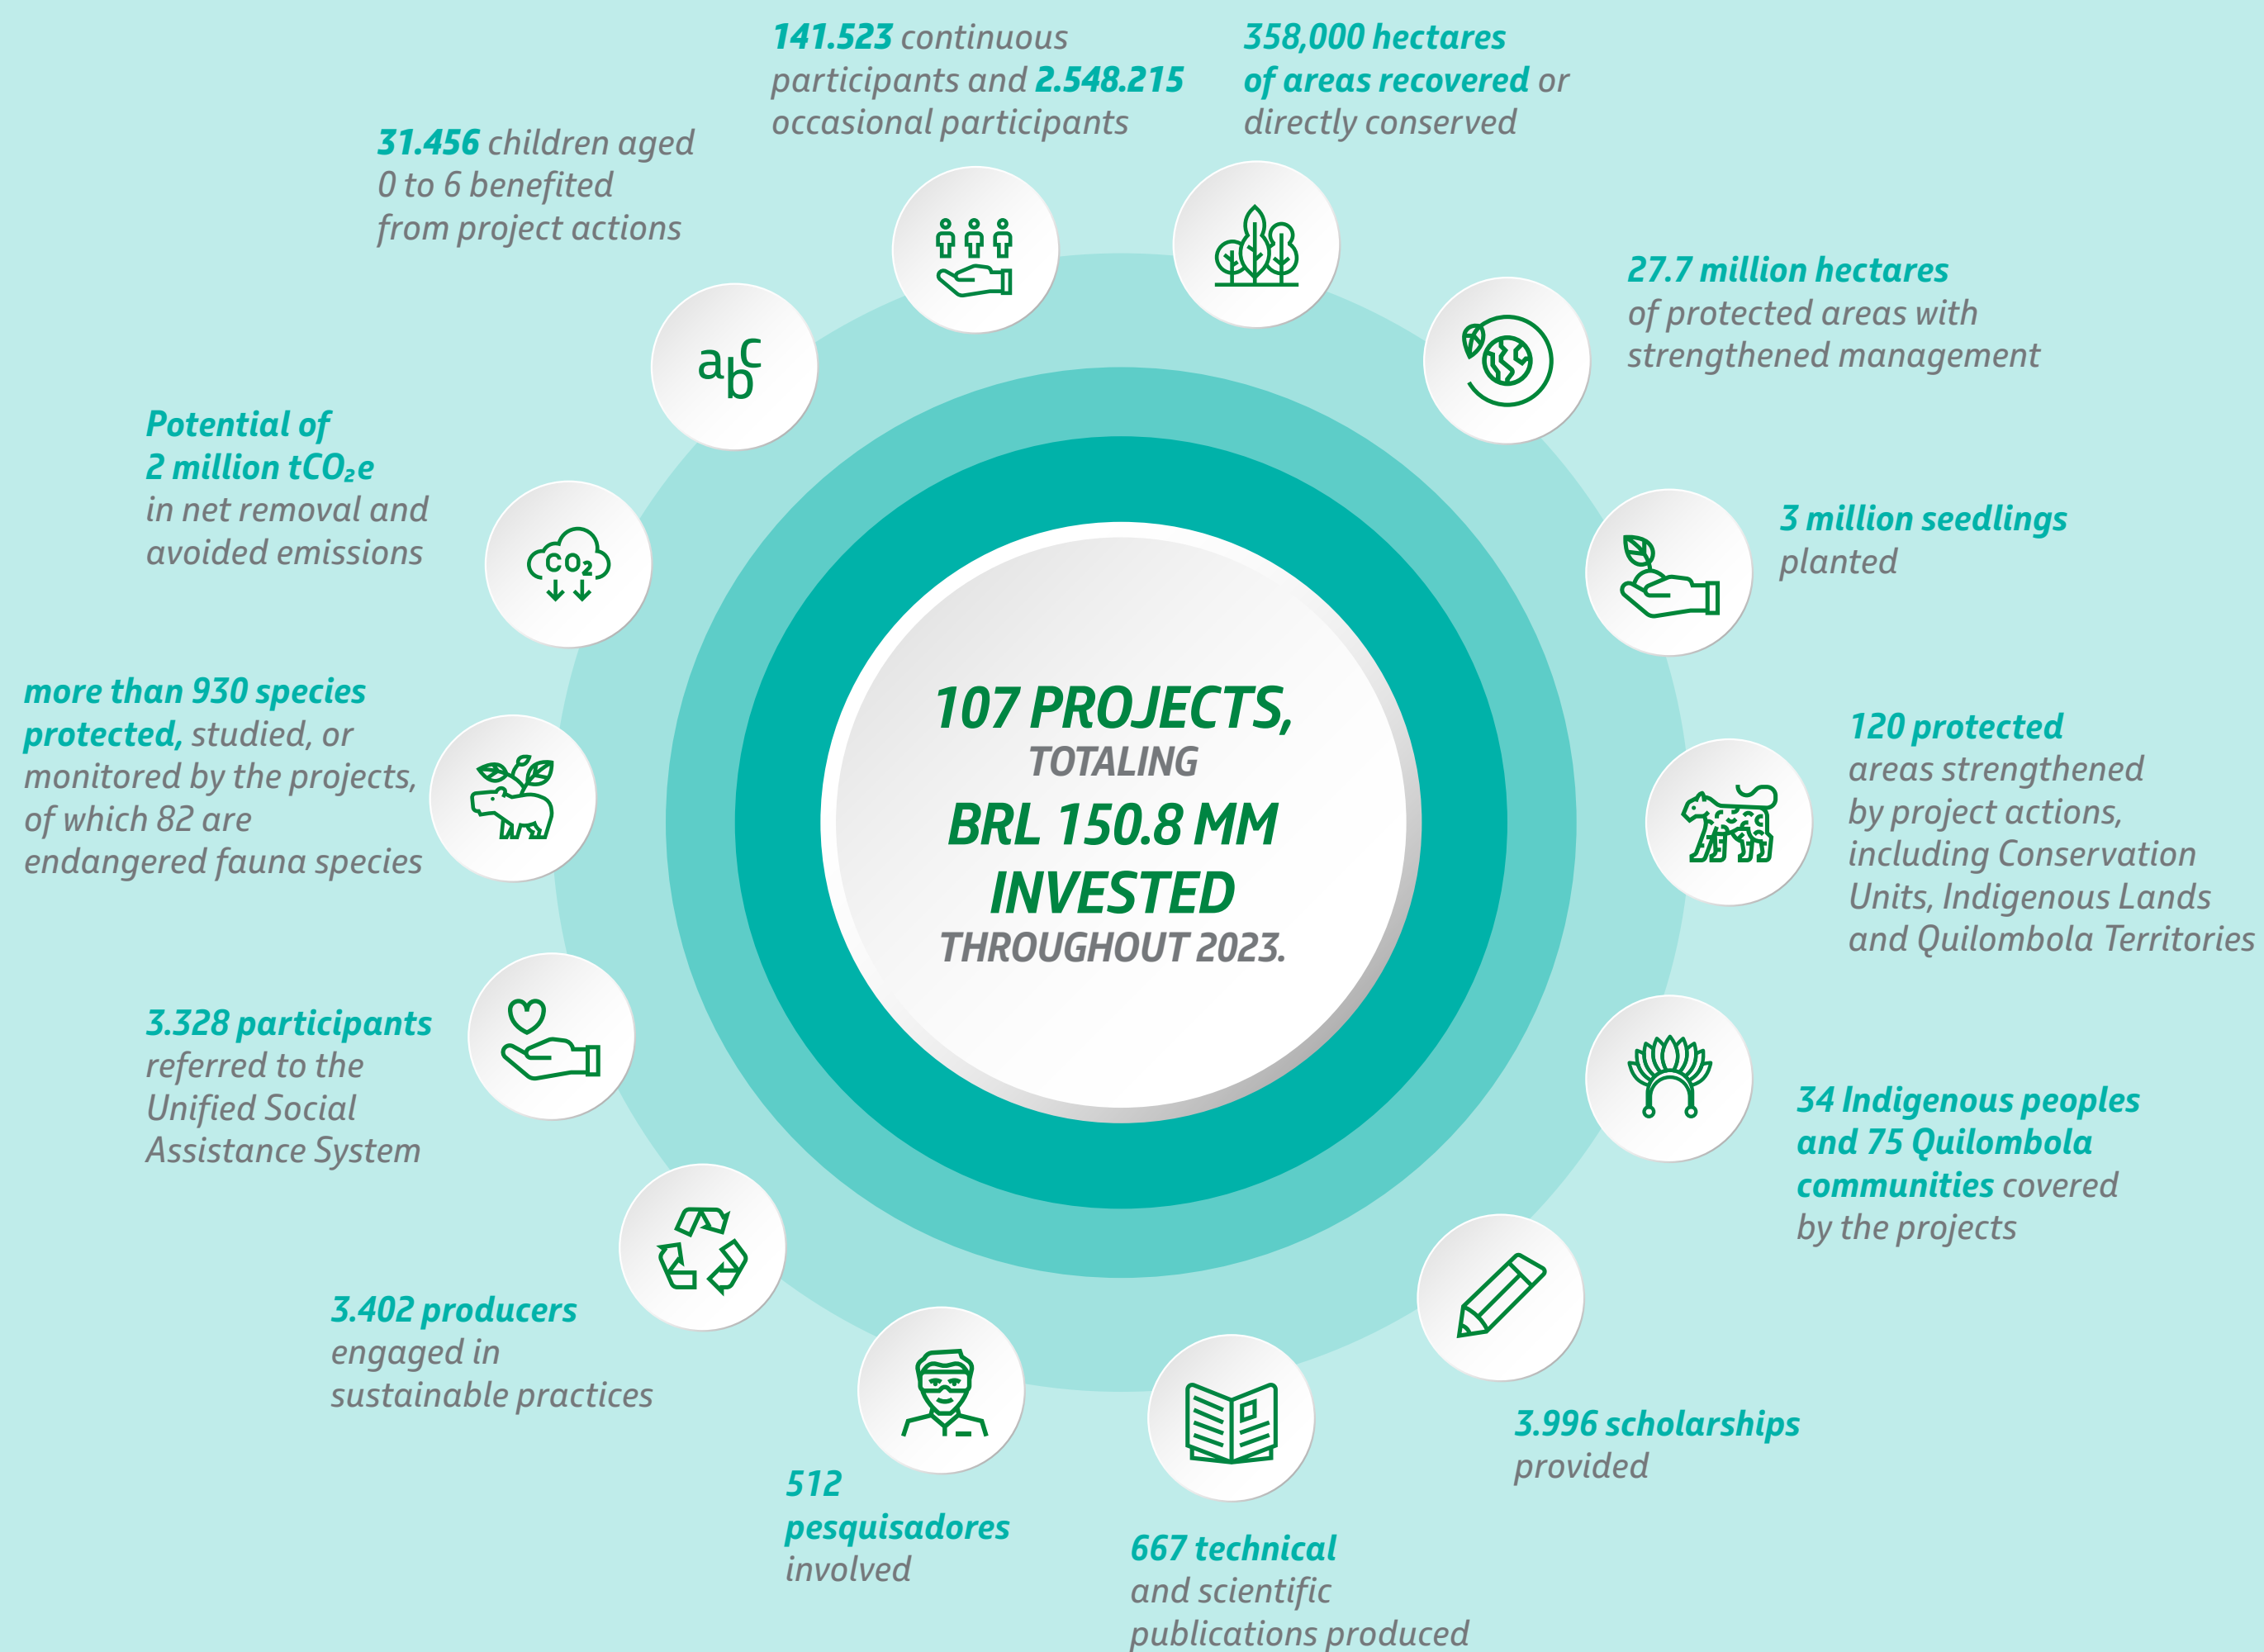 141.523 continuous
participants and 2.548.215
occasional participants
358,000 hectares
of areas recovered or
directly conserved
31.456 children aged
0 to 6 benefited
from project actions
27.7 million hectares
of protected areas with
strengthened management
abc
Potential of
2 million tCO₂e
in net removal and
avoided emissions
CO₂
3 million seedlings
planted
more than 930 species
protected, studied, or
monitored by the projects,
of which 82 are
endangered fauna species
107 PROJECTS,
TOTALING
BRL 150.8 MM
INVESTED
THROUGHOUT 2023.
120 protected
areas strengthened
by project actions,
including Conservation
Units, Indigenous Lands
and Quilombola Territories
3.328 participants
referred to the
Unified Social
Assistance System
34 Indigenous peoples
and 75 Quilombola
communities covered
by the projects
3.402 producers
engaged in
sustainable practices
3.996 scholarships
provided
512
pesquisadores
involved
667 technical
and scientific
publications produced